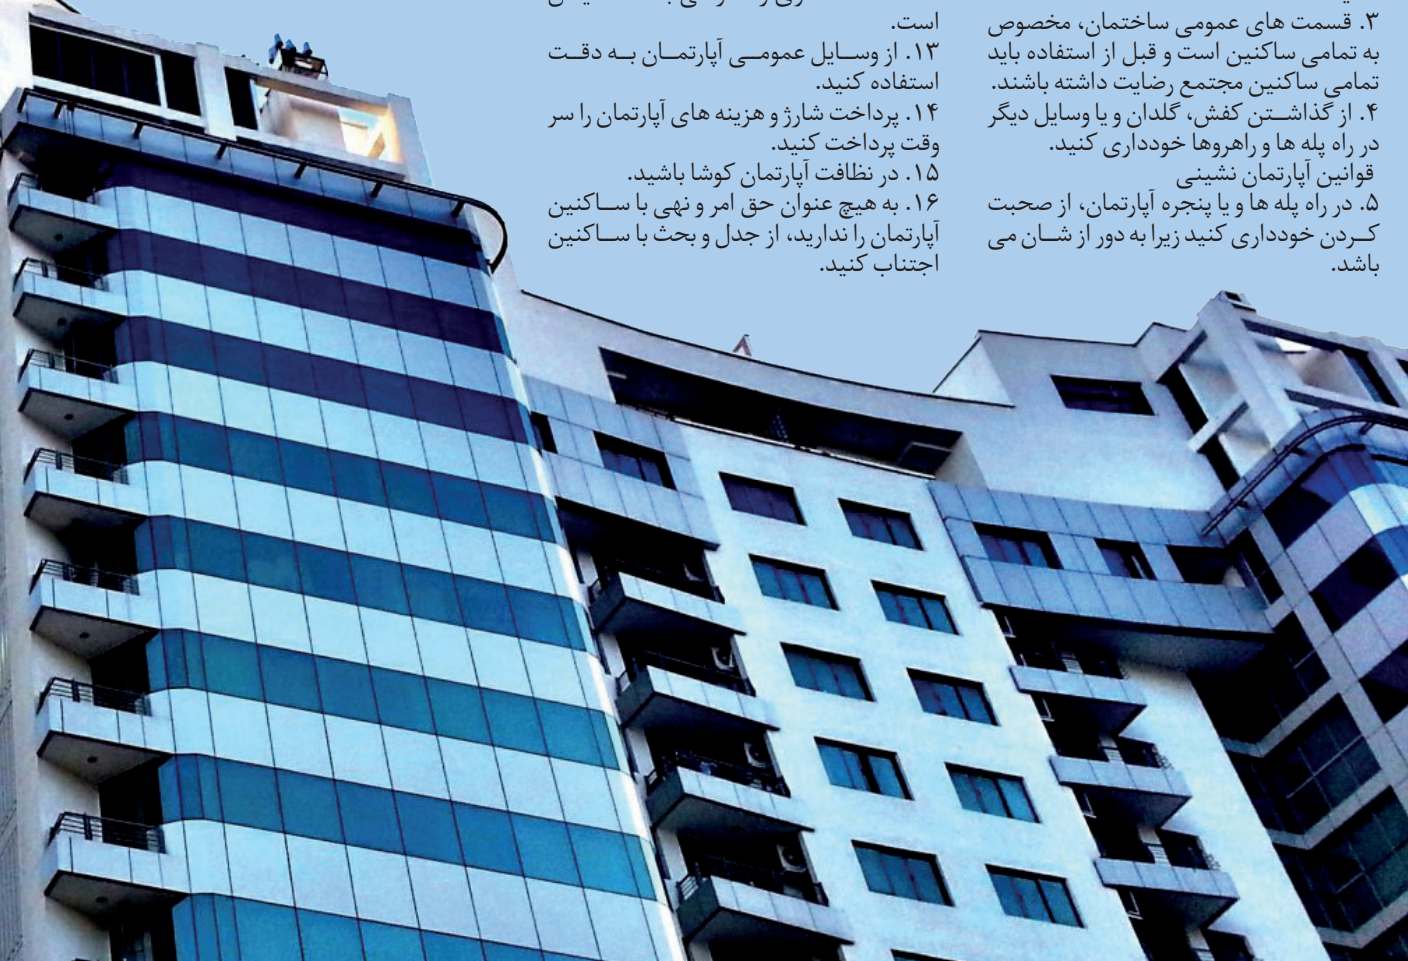 ۳. قسمت های عمومی ساختمان، مخصوص
به تمامی ساکنین است و قبل از استفاده باید
تمامی ساکنین مجتمع رضایت داشته باشند.
۴. از گذاشتن کفش، گلدان و یا وسایل دیگر
در راه پله ها و راهروها خودداری کنید.
قوانین آپارتمان نشینی
۵. در راه پله ها و یا پنجره آپارتمان، از صحبت
کردن خودداری کنید زیرا به دور از شان می
باشد.
است.
۱۳. از وسایل عمومی آپارتمان به دقت
استفاده کنید.
۱۴. پرداخت شارژ و هزینه های آپارتمان را سر
وقت پرداخت کنید.
۱۵. در نظافت آپارتمان کوشا باشید.
۱۶. به هیچ عنوان حق امر و نهی با ساکنین
آپارتمان را ندارید، از جدل و بحث با ساکنین
اجتناب کنید.